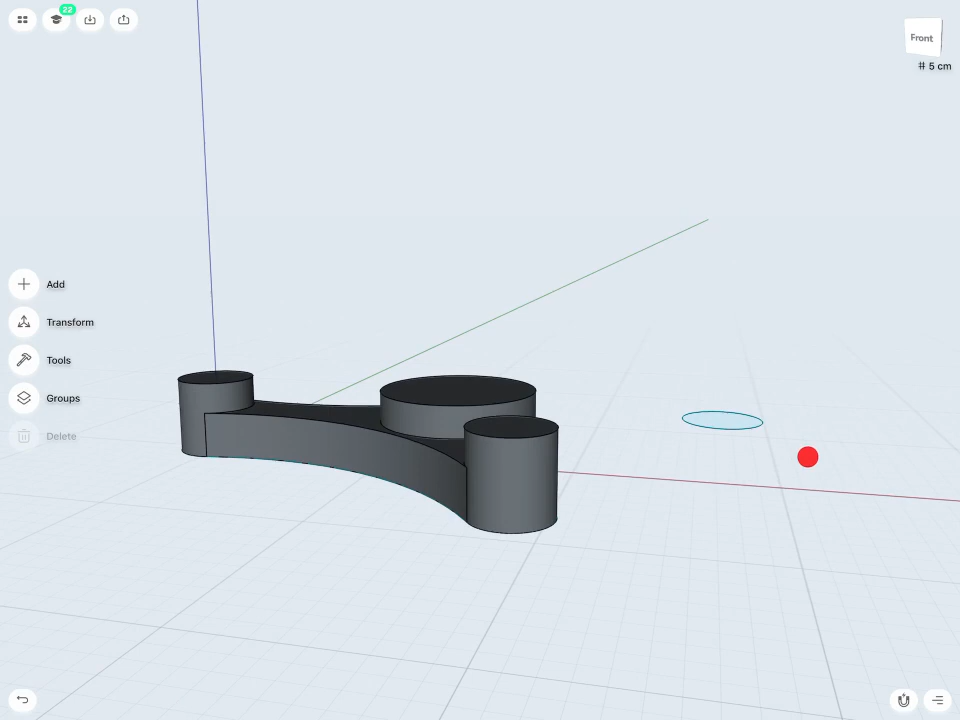 22
Front
# 5 cm
Add
Transform
Tools
Groups
Delete